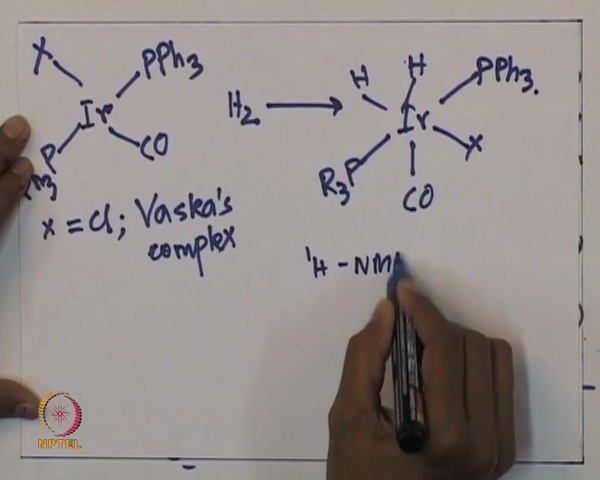 X
PPh3
Ir
P
CO
H2
H
H
PPh3.
Ir
X
R3P
CO
X = Cl; Vaska's
complex
1H - NM
NPTEL